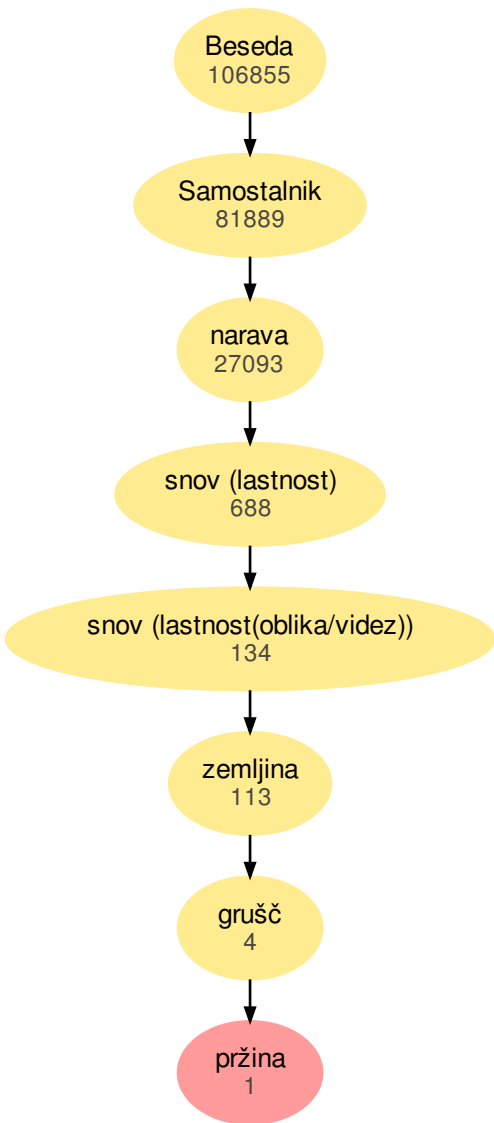 Beseda
106855
Samostalnik
81889
narava
27093
snov (lastnost)
688
snov (lastnost(oblika/videz))
134
zemljina
113
grušč
4
pržina
1